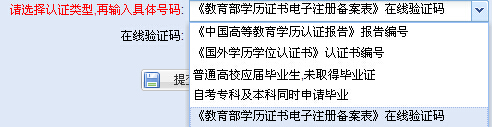 请选择认证类型,再输入具体号码: 《教育部学历证书电子注册备案表》在线验证码
《中国高等教育学历认证报告》报告编号
在线验证码:
《国外学历学位认证书》认证书编号
普通高校应届毕业生,未取得毕业证
自考专科及本科同时申请毕业
《教育部学历证书电子注册备案表》在线验证码